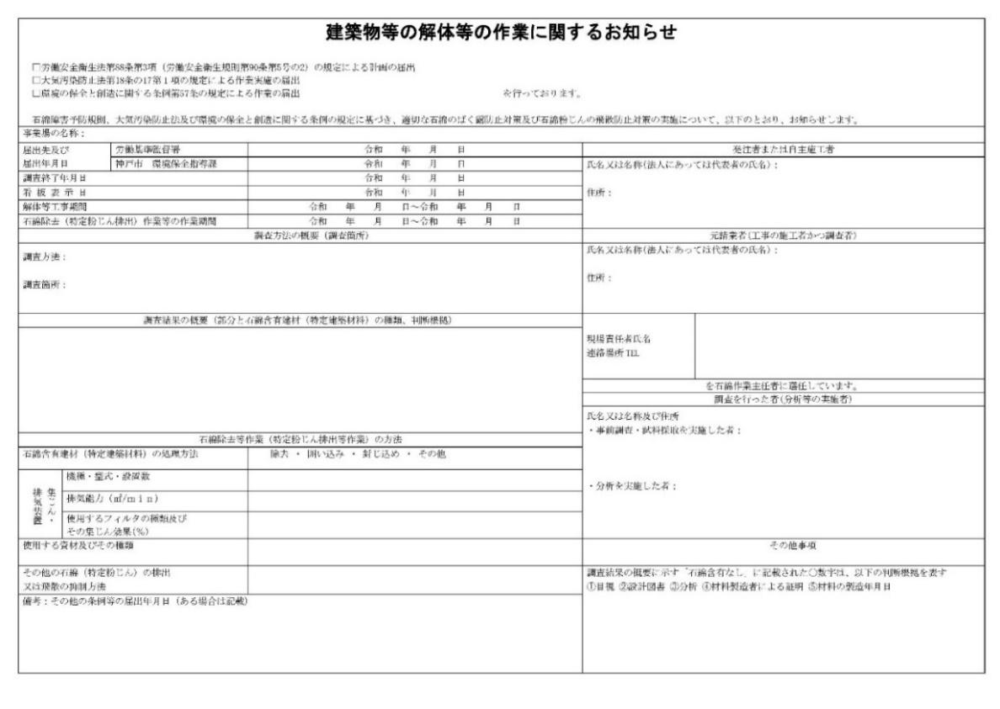 建築物等の解体等の作業に関するお知らせ
□労働安全衛生法第88条第3項（労働安全衛生規則第90条第5号の2）の規定による計画の届出
□大気汚染防止法第18条の17第1項の規定による作業実施の届出
□環境の保全と創造に関する条例第57条の規定による作業の届出 を行っております。
石綿障害予防規則、大気汚染防止法及び環境の保全と創造に関する条例の規定に基づき、適切な石綿のばく露防止対策及び石綿粉じんの飛散防止対策の実施について、以下のとおり、お知らせします。
事業場の名称：
届出先及び 労働基準監督署 令和 年 月 日
届出年月日 神戸市 環境保全指導課 令和 年 月 日
調査終了年月日 令和 年 月 日
看板表示日 令和 年 月 日
解体等工事期間 令和 年 月 日～令和 年 月 日
石綿除去（特定粉じん排出）作業等の作業期間 令和 年 月 日～令和 年 月 日
調査方法の概要（調査箇所）
調査方法：
調査箇所：
調査結果の概要（部分と石綿含有建材（特定建築材料）の種類、判断根拠）
石綿除去等作業（特定粉じん排出等作業）の方法
石綿含有建材（特定建築材料）の処理方法 除去 ・ 囲い込み ・ 封じ込め ・ その他
集じん・
排気装置
機種・型式・設置数
排気能力（㎥/min）
使用するフィルタの種類及び
その集じん効果(%)
使用する資材及びその種類
その他の石綿（特定粉じん）の排出
又は飛散の抑制方法
備考：その他の条例等の届出年月日（ある場合は記載）
発注者または自主施工者
氏名又は名称(法人にあっては代表者の氏名)：
住所：
元請業者(工事の施工者かつ調査者)
氏名又は名称(法人にあっては代表者の氏名)：
住所：
現場責任者氏名
連絡場所TEL
を石綿作業主任者に選任しています。
調査を行った者(分析等の実施者)
氏名又は名称及び住所
・事前調査・試料採取を実施した者：
・分析を実施した者：
その他事項
調査結果の概要に示す「石綿含有なし」に記載された〇数字は、以下の判断根拠を表す
①目視 ②設計図書 ③分析 ④材料製造者による証明 ⑤材料の製造年月日